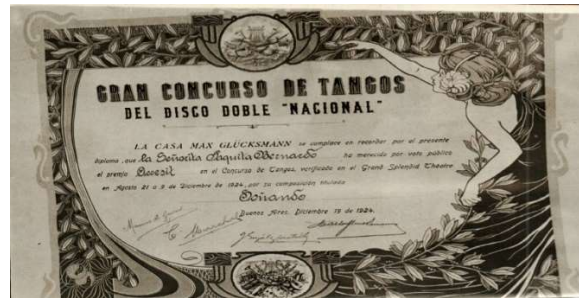 GRAN CONCURSO DE TANGOS
DEL DISCO DOBLE "NACIONAL"
LA CASA MAX GLÜCKSMANN se complace en recordar por el presente
diploma, que la Señorita Paquita Bernardo ha merecido por voto público
el premio en el Concurso de Tangos, verificado en el Grand Splendid Théatre
en Agosto 21 a 9 de Diciembre de 1924, por su composición titulada
Soñando
Buenos Aires, Diciembre 19 de 1924.